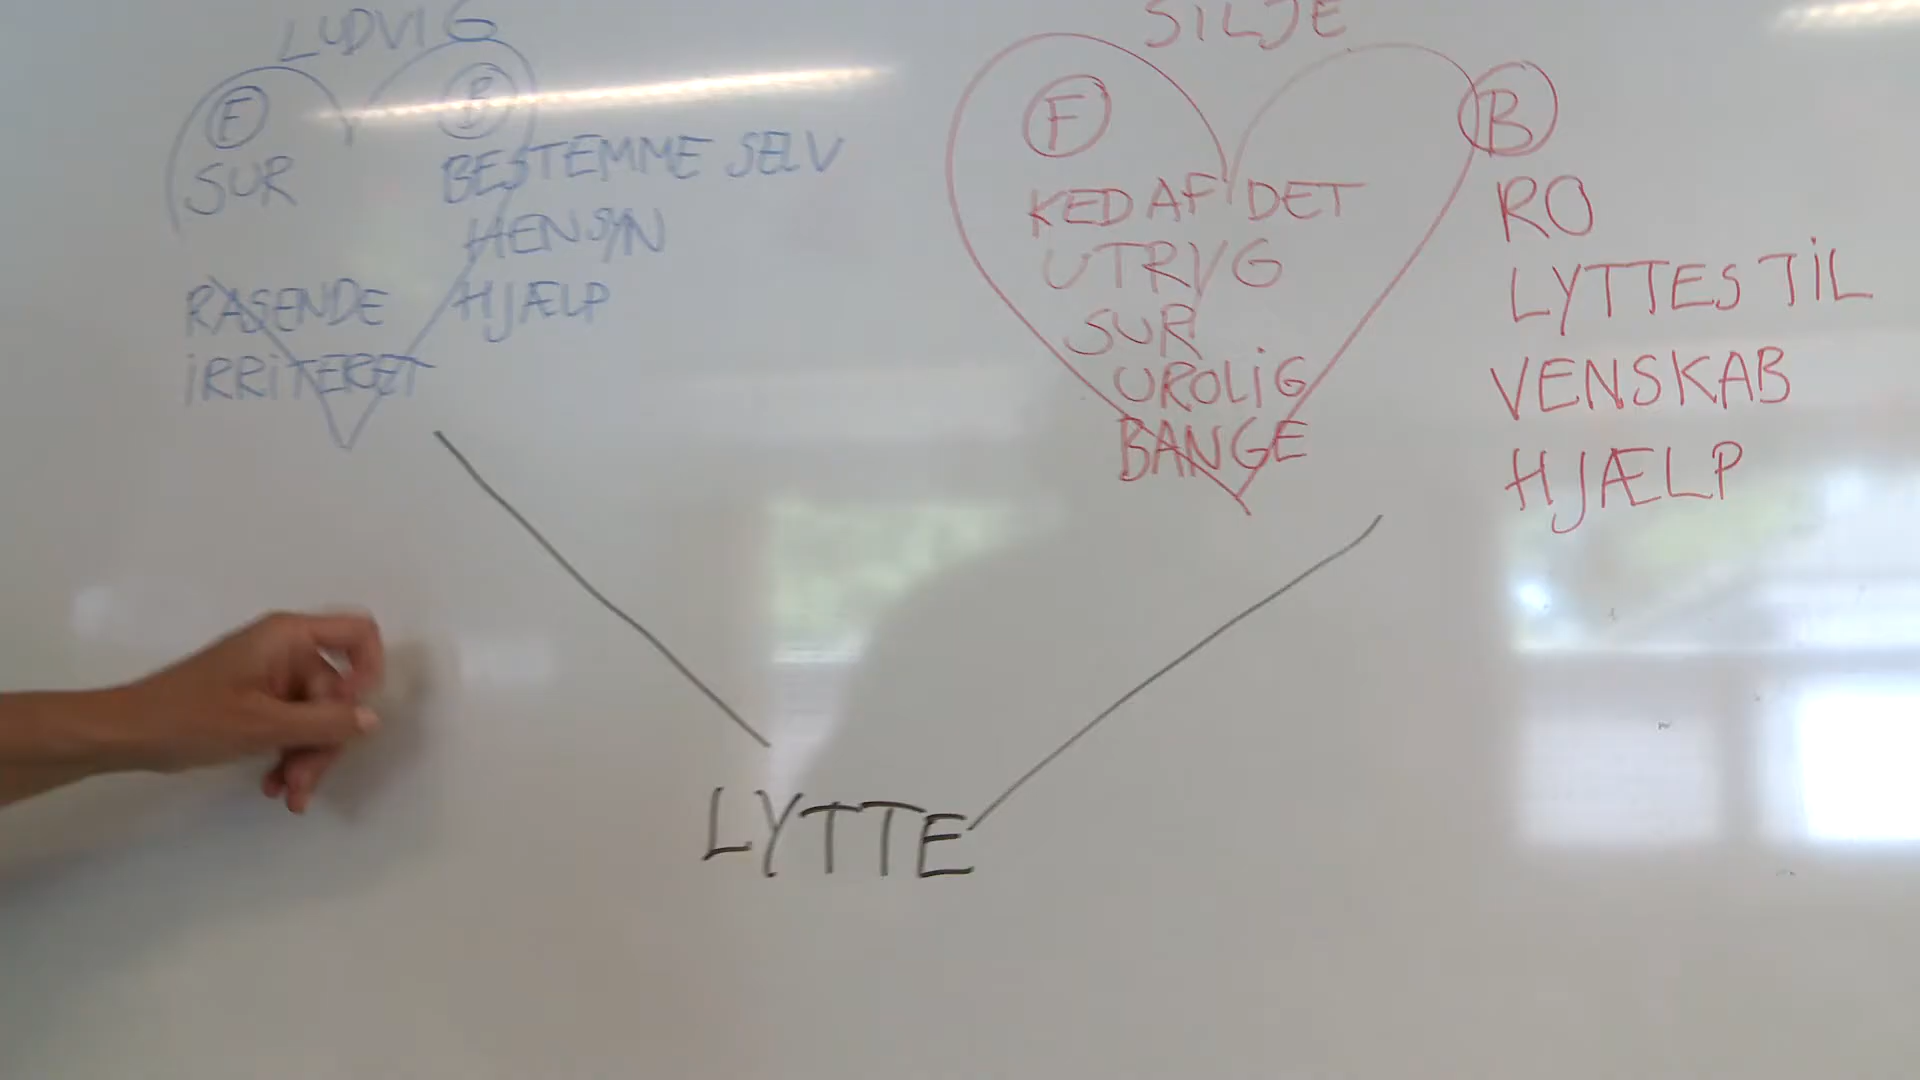 LUDVIG
F
B
SUR
BESTEMME SELV
HENSYN
RASENDE
HJÆLP
IRRITERET
SILJE
F
B
KED AF DET
UTRYG
SUR
UROLIG
BANGE
RO
LYTTES TIL
VENSKAB
HJÆLP
LYTTE